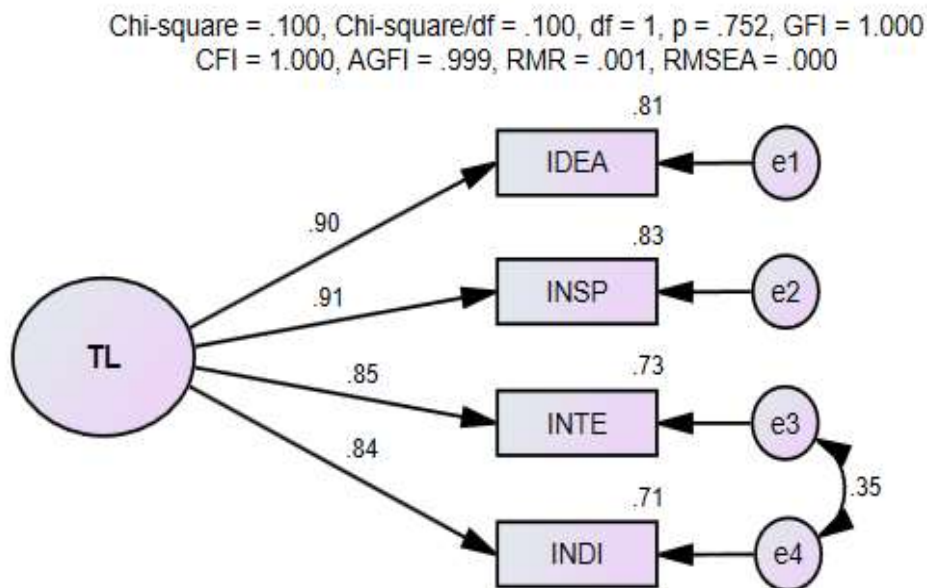 Chi-square = .100, Chi-square/df = .100, df = 1, p = .752, GFI = 1.000
CFI = 1.000, AGFI = .999, RMR = .001, RMSEA = .000
.81
IDEA
e1
.90
.83
INSP
e2
.91
TL
.73
.85
INTE
e3
.84
.35
.71
INDI
e4